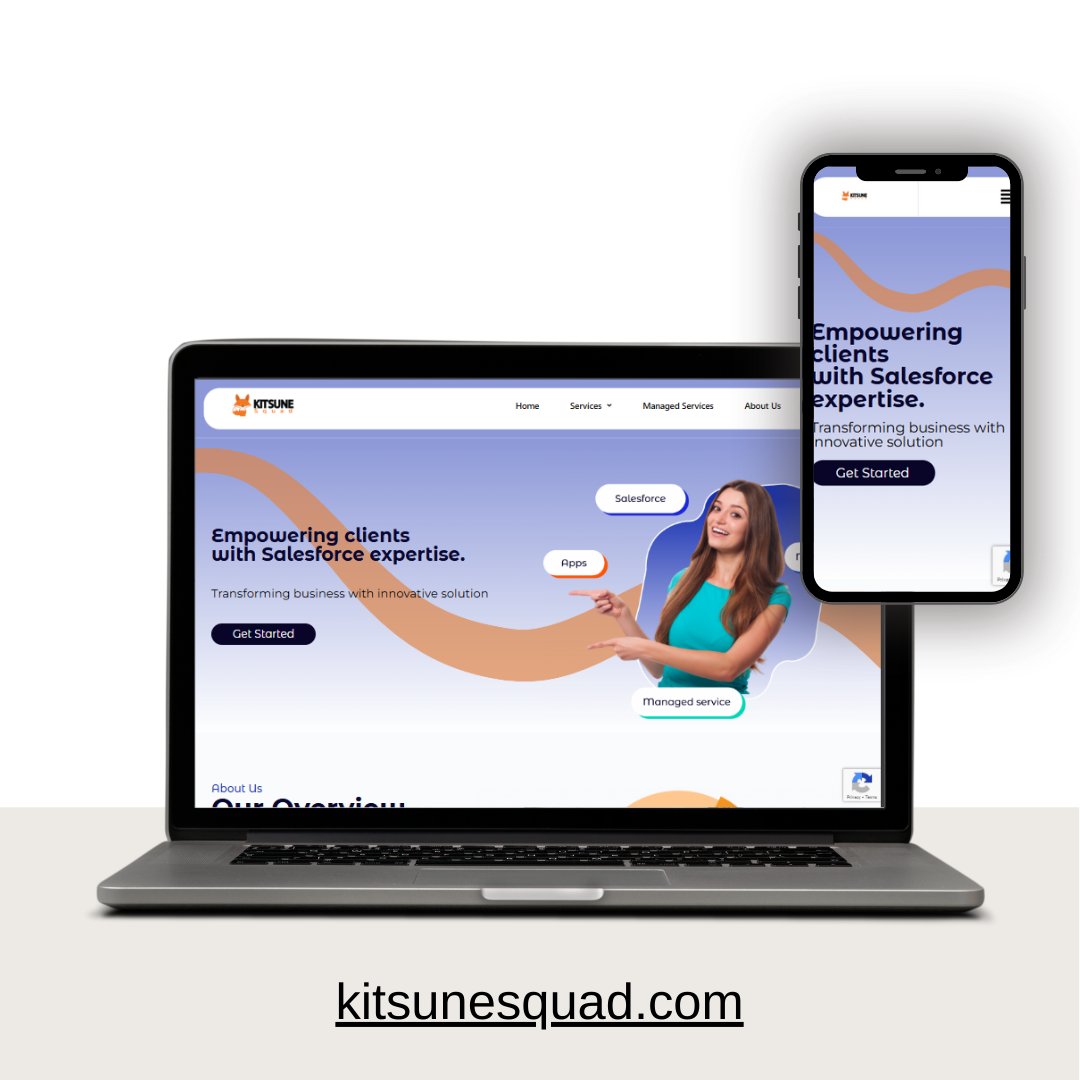 KITSUNE
Empowering
clients
with Salesforce
expertise.
Transforming business with
innovative solution
Get Started
KITSUNE
squad
Home Services Managed Services About Us
Salesforce
Apps
Empowering clients
with Salesforce expertise.
Transforming business with innovative solution
Get Started
Managed service
About Us
Our Overview
Privacy - Terms
kitsunesquad.com